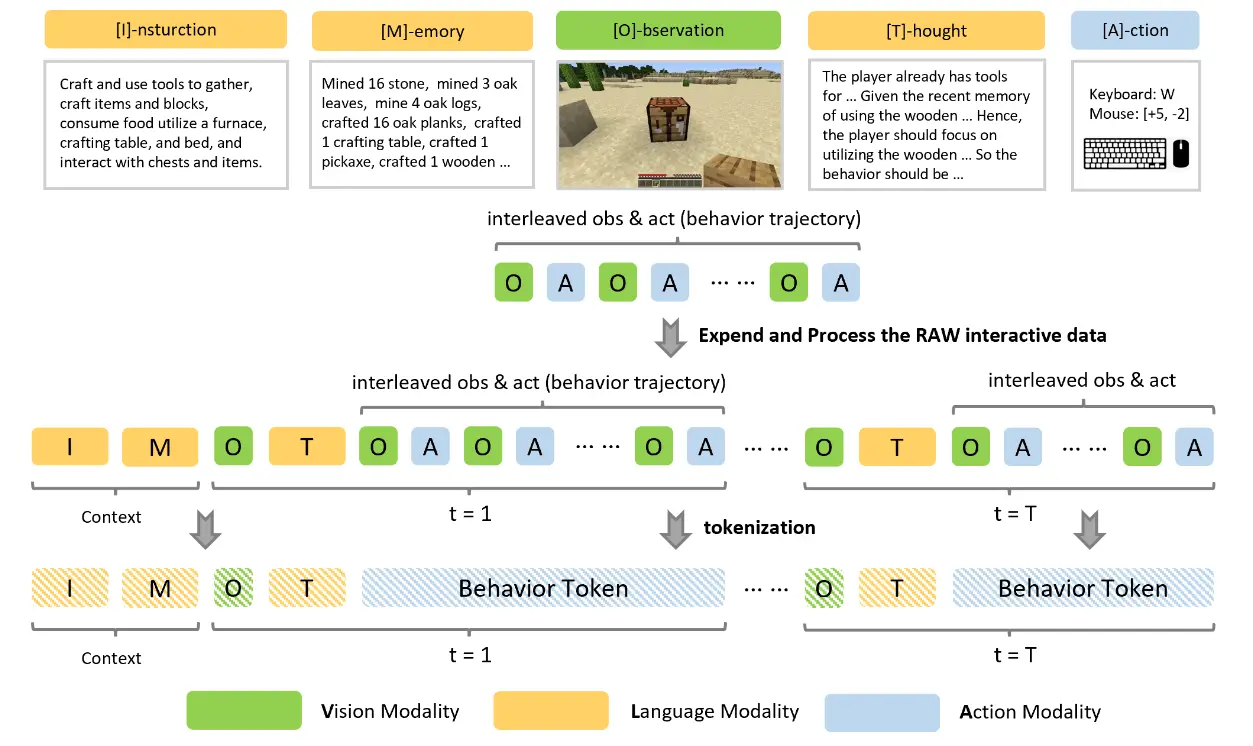 [I]-nsturction
[M]-emory
[O]-bservation
[T]-hought
[A]-ction
Craft and use tools to gather,
craft items and blocks,
consume food utilize a furnace,
crafting table, and bed, and
interact with chests and items.
Mined 16 stone, mined 3 oak
leaves, mine 4 oak logs,
crafted 16 oak planks, crafted
1 crafting table, crafted 1
pickaxe, crafted 1 wooden ...
The player already has tools
for ... Given the recent memory
of using the wooden ... Hence,
the player should focus on
utilizing the wooden ... So the
behavior should be ...
Keyboard: W
Mouse: [+5, -2]
interleaved obs & act (behavior trajectory)
O A O A ... ... O A
Expend and Process the RAW interactive data
interleaved obs & act (behavior trajectory)
interleaved obs & act
I M O T O A O A ... ... O A ... ... O T O A ... ... O A
Context
t = 1
t = T
tokenization
I M O T Behavior Token ... ... O T Behavior Token
Context
t = 1
t = T
Vision Modality
Language Modality
Action Modality